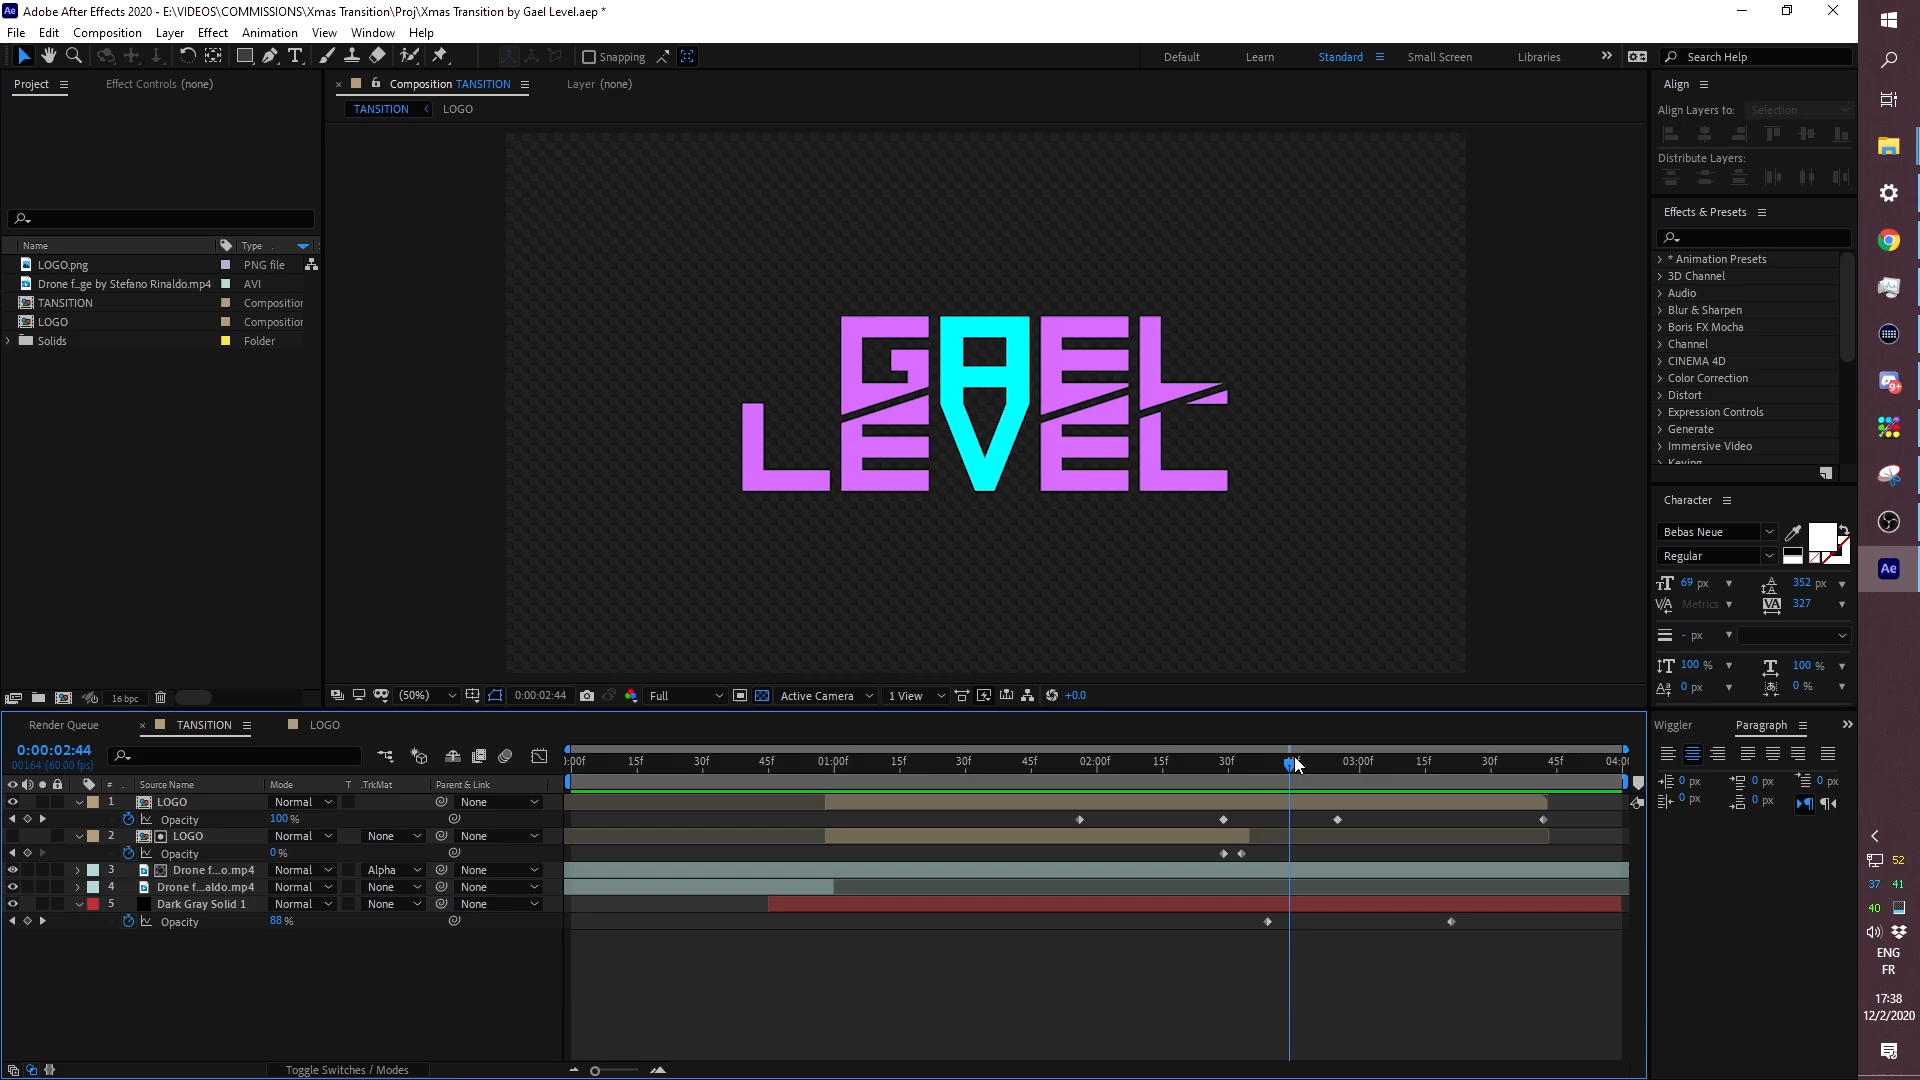 Adobe After Effects 2020 - E:\VIDEOS\COMMISSIONS\Xmas Transition\Proj\Xmas Transition by Gael Level.aep *
File Edit Composition Layer Effect Animation View Window Help
Snapping
Default Learn Standard Small Screen Libraries
Search Help
Project Effect Controls (none)
Composition TANSITION
Layer (none)
TANSITION LOGO
Name Type
LOGO.png PNG file
Drone f...ge by Stefano Rinaldo.mp4 AVI
TANSITION Composition
LOGO Composition
Solids Folder
16 bpc
GAEL
LEVEL
(50%) 0:00:02:44 Full Active Camera 1 View +0.0
Align
Align Layers to: Selection
Distribute Layers:
Effects & Presets
* Animation Presets
3D Channel
Audio
Blur & Sharpen
Boris FX Mocha
Channel
CINEMA 4D
Color Correction
Distort
Expression Controls
Generate
Immersive Video
Keying
Character
Bebas Neue
Regular
69 px 352 px
Metrics 327
- px
100 % 100 %
0 px 0 %
Wiggler Paragraph
0 px 0 px 0 px
0 px 0 px
Render Queue TANSITION LOGO
0:00:02:44
00164 (60.00 fps)
:00f 15f 30f 45f 01:00f 15f 30f 45f 02:00f 15f 30f 03:00f 15f 30f 45f 04:00
# Source Name Mode T .TrkMat Parent & Link
1 LOGO Normal None
Opacity 100 %
2 LOGO Normal None None
Opacity 0 %
3 Drone f...o.mp4 Normal Alpha None
4 Drone f...aldo.mp4 Normal None None
5 Dark Gray Solid 1 Normal None None
Opacity 88 %
Toggle Switches / Modes
Ae
52
37 41
40
ENG
FR
17:38
12/2/2020